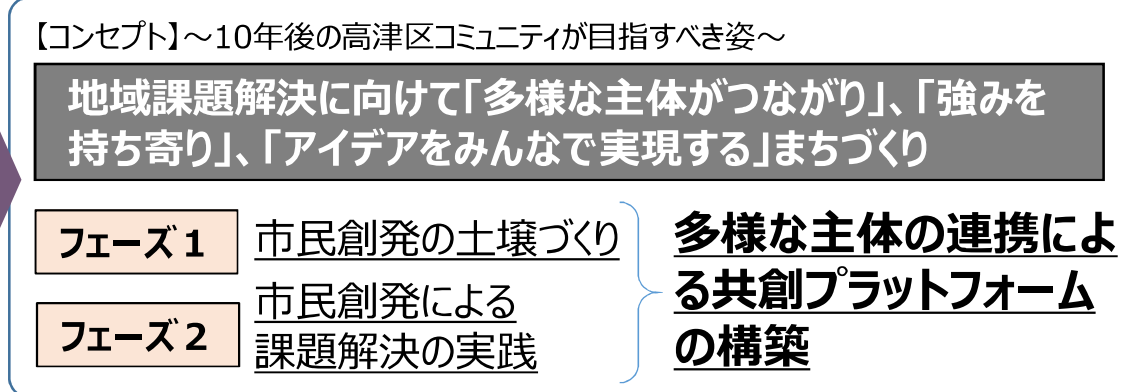 【コンセプト】～10年後の高津区コミュニティが目指すべき姿～
地域課題解決に向けて「多様な主体がつながり」、「強みを
持ち寄り」、「アイデアをみんなで実現する」まちづくり
フェーズ１
市民創発の土壌づくり
フェーズ２
市民創発による
課題解決の実践
多様な主体の連携によ
る共創プラットフォーム
の構築